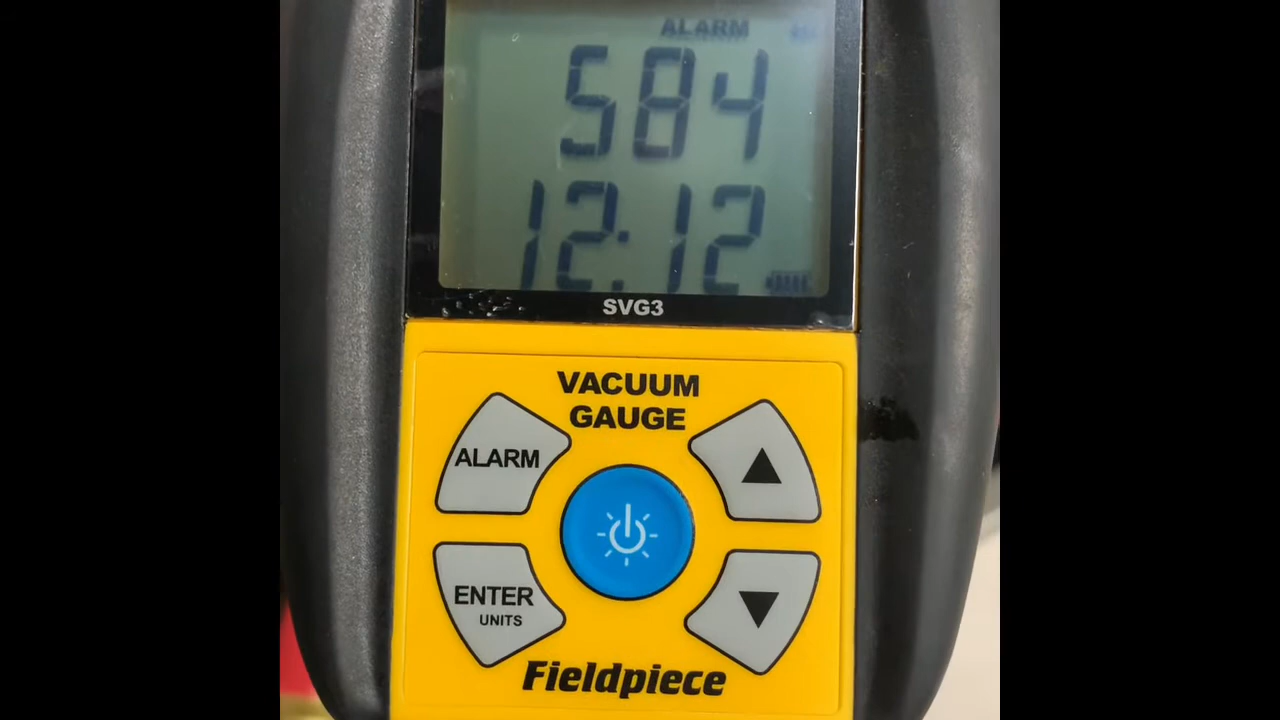 ALARM
584
12:12
SVG3
VACUUM
GAUGE
ALARM
ENTER
UNITS
Fieldpiece